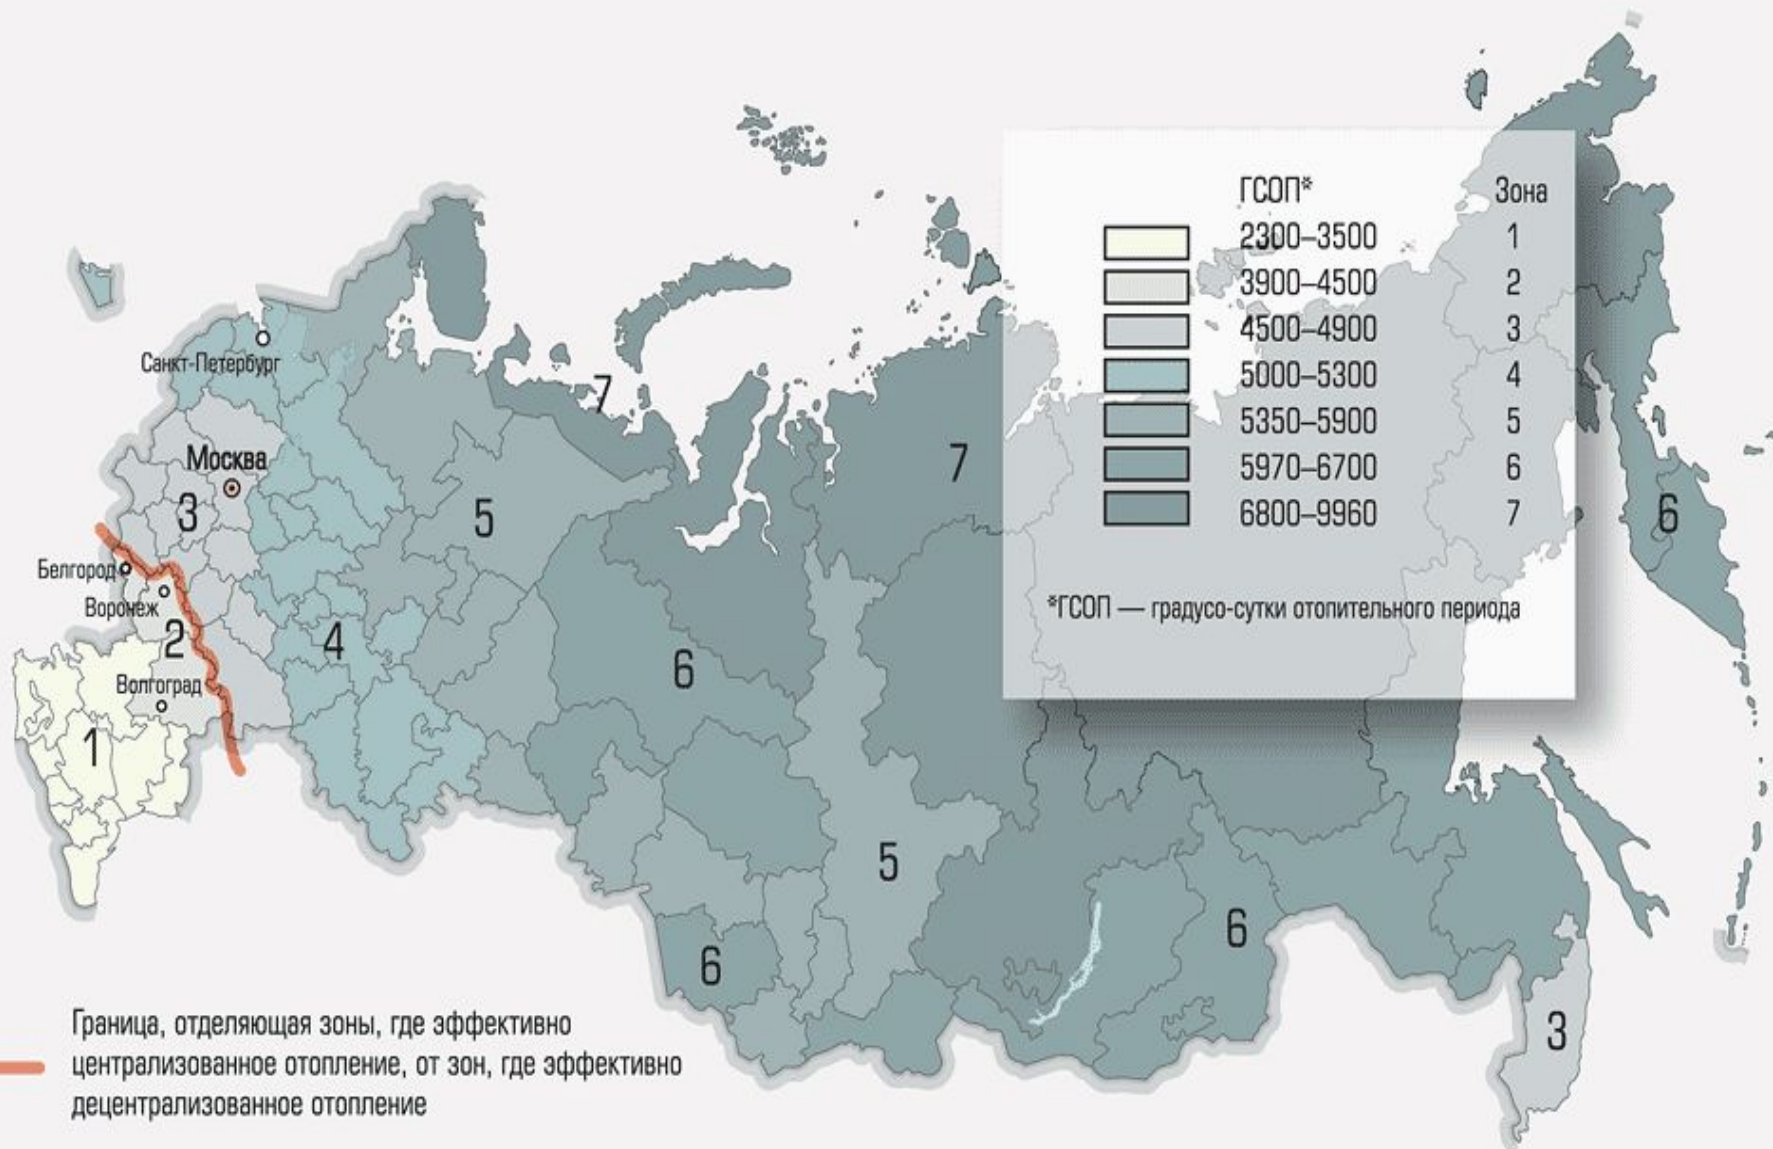 ГСОП* Зона
2300–3500 1
3900–4500 2
4500–4900 3
5000–5300 4
5350–5900 5
5970–6700 6
6800–9960 7
*ГСОП — градусо-сутки отопительного периода
Санкт-Петербург
7
7
Москва
3
5
6
Белгород
Воронеж
2
4
6
Волгоград
1
5
6
6
3
Граница, отделяющая зоны, где эффективно
централизованное отопление, от зон, где эффективно
децентрализованное отопление